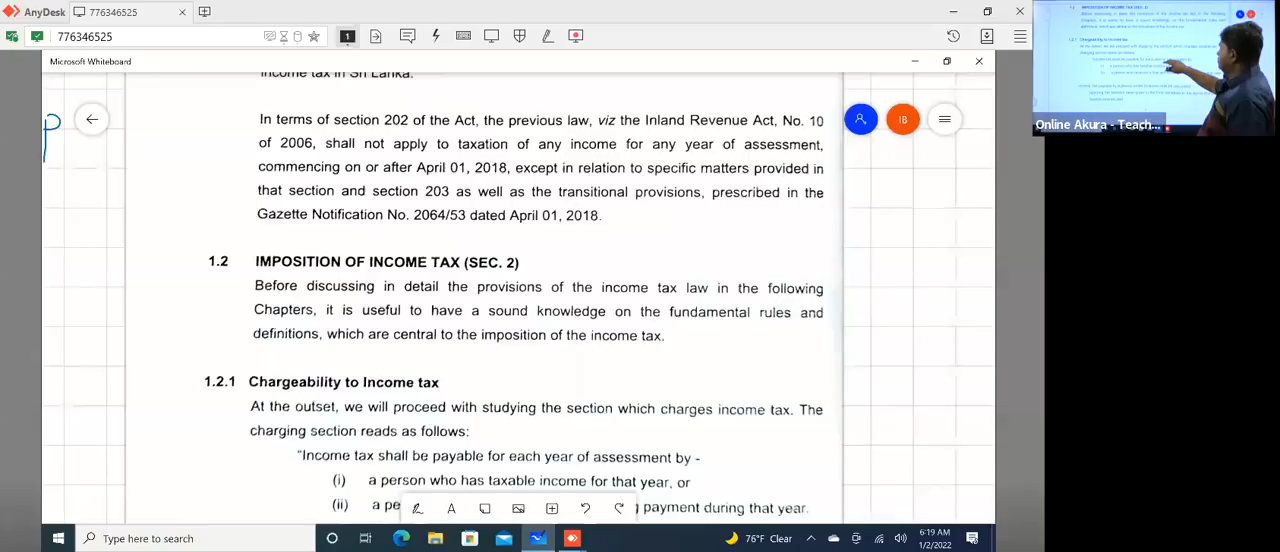 AnyDesk
776346525
776346525
1
Microsoft Whiteboard
income tax in Sri Lanka.
In terms of section 202 of the Act, the previous law, viz the Inland Revenue Act, No. 10
of 2006, shall not apply to taxation of any income for any year of assessment,
commencing on or after April 01, 2018, except in relation to specific matters provided in
that section and section 203 as well as the transitional provisions, prescribed in the
Gazette Notification No. 2064/53 dated April 01, 2018.
IB
1.2 IMPOSITION OF INCOME TAX (SEC. 2)
Before discussing in detail the provisions of the income tax law in the following
Chapters, it is useful to have a sound knowledge on the fundamental rules and
definitions, which are central to the imposition of the income tax.
1.2.1 Chargeability to Income tax
At the outset, we will proceed with studying the section which charges income tax. The
charging section reads as follows:
“Income tax shall be payable for each year of assessment by -
(i) a person who has taxable income for that year, or
(ii) a pe
payment during that year.
Online Akura - Teach...
Type here to search
76°F Clear
6:19 AM
1/2/2022